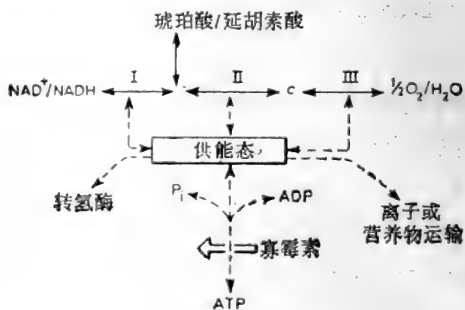 琥珀酸/延胡素酸
I II III
NAD⁺/NADH c ½O₂/H₂O
供能态
Pi ADP
转氢酶
离子或
营养物运输
寡霉素
ATP